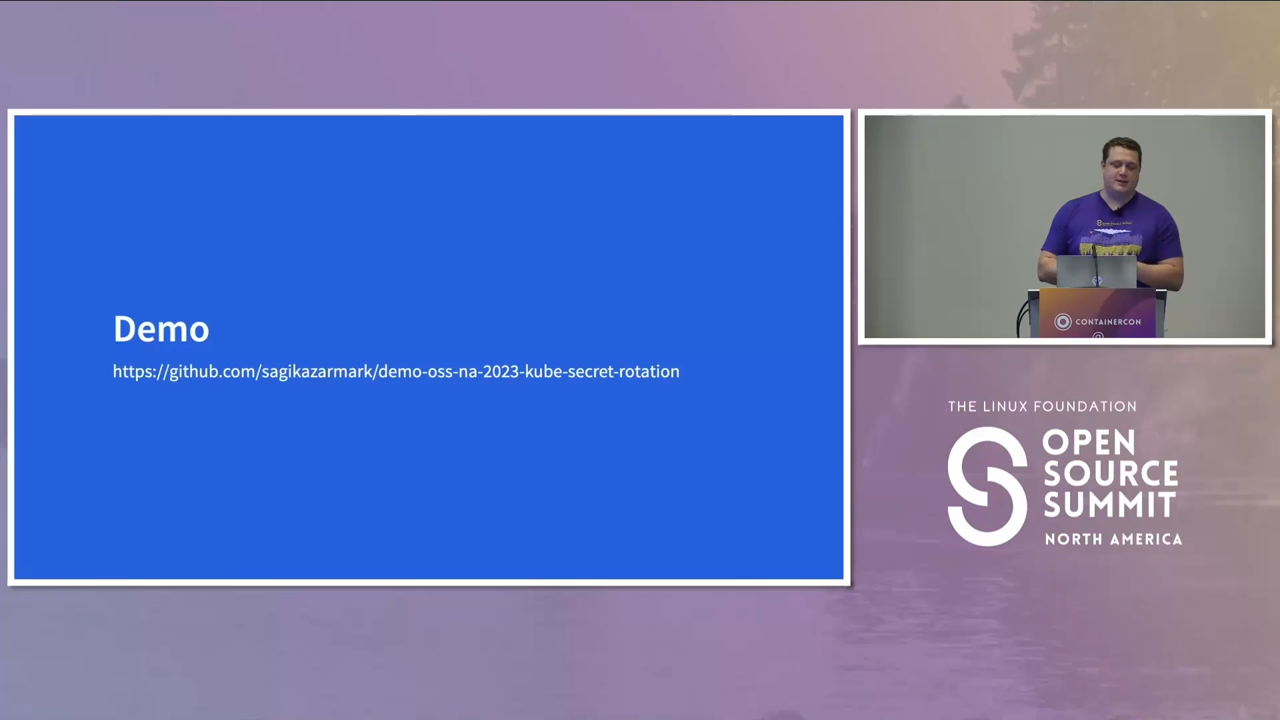 Demo
https://github.com/sagikazarmark/demo-oss-na-2023-kube-secret-rotation
CONTAINERCON
THE LINUX FOUNDATION
OPEN
SOURCE
SUMMIT
NORTH AMERICA